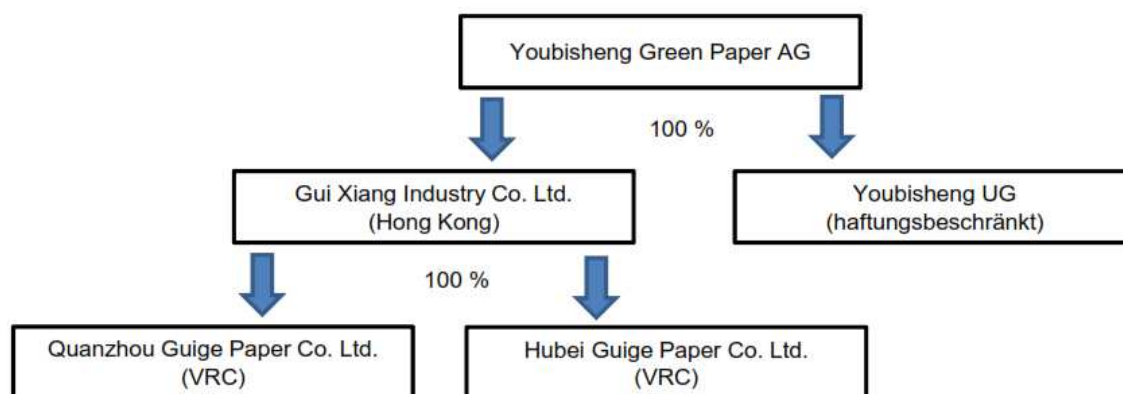 Youbisheng Green Paper AG
100 %
Gui Xiang Industry Co. Ltd.
(Hong Kong)
Youbisheng UG
(haftungsbeschränkt)
100 %
Quanzhou Guige Paper Co. Ltd.
(VRC)
Hubei Guige Paper Co. Ltd.
(VRC)